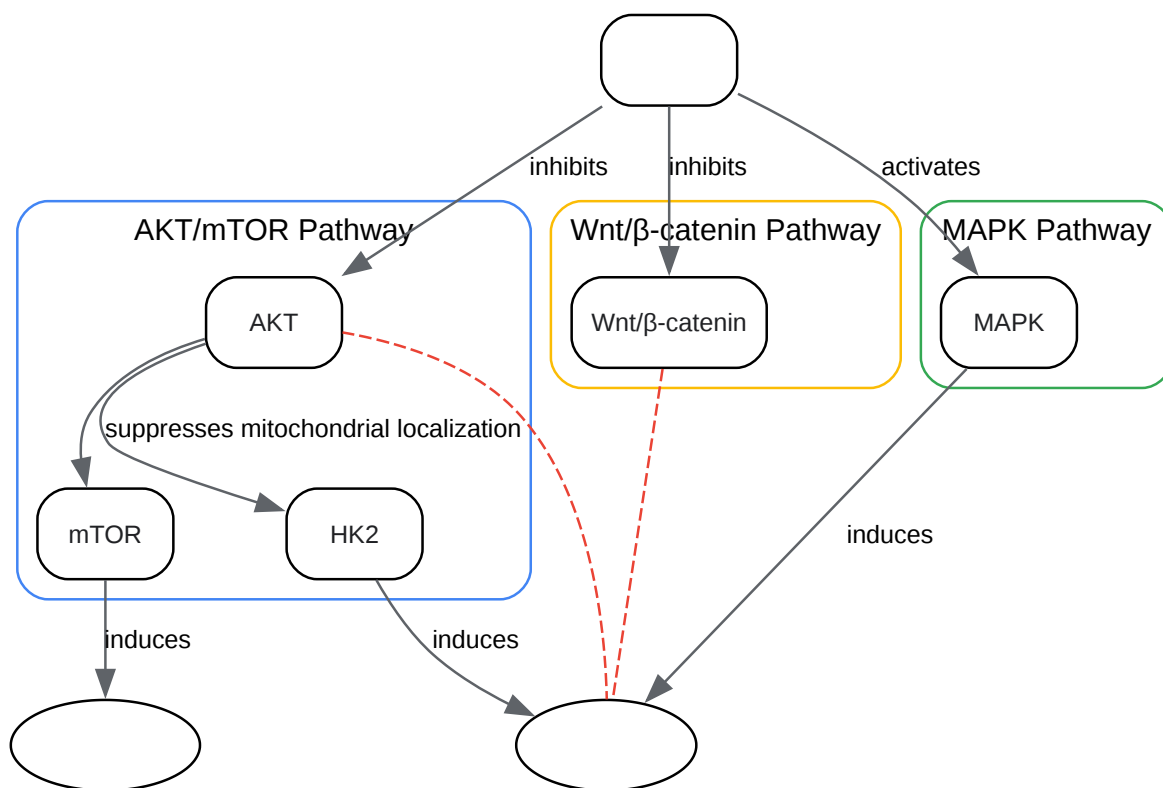 inhibits
inhibits
activates
AKT/mTOR Pathway
Wnt/β-catenin Pathway
MAPK Pathway
AKT
Wnt/β-catenin
MAPK
suppresses mitochondrial localization
mTOR
HK2
induces
induces
induces